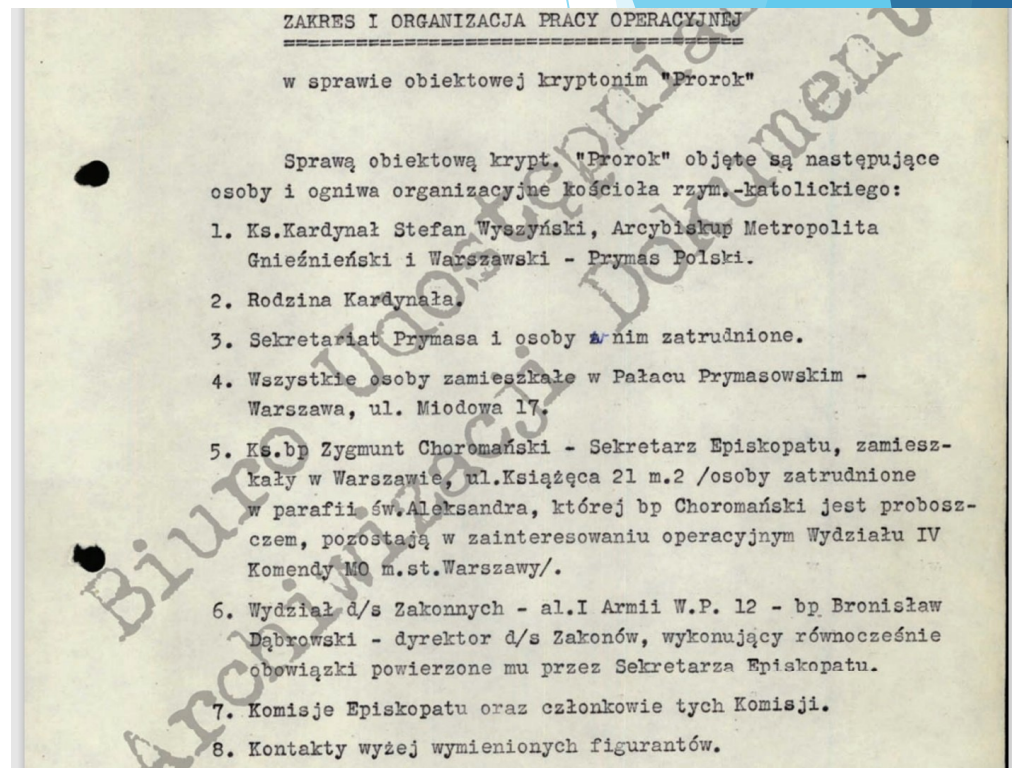 ZAKRES I ORGANIZACJA PRACY OPERACYJNEJ
w sprawie obiektowej kryptonim "Prorok"
Sprawą obiektową krypt. "Prorok" objęte są następujące
osoby i ogniwa organizacyjne kościoła rzym.-katolickiego:
1. Ks.Kardynał Stefan Wyszyński, Arcybiskup Metropolita
Gnieźnieński i Warszawski - Prymas Polski.
2. Rodzina Kardynała.
3. Sekretariat Prymasa i osoby w nim zatrudnione.
4. Wszystkie osoby zamieszkałe w Pałacu Prymasowskim -
Warszawa, ul. Miodowa 17.
5. Ks.bp Zygmunt Choromański - Sekretarz Episkopatu, zamiesz-
kały w Warszawie, ul.Książęca 21 m.2 /osoby zatrudnione
w parafii św.Aleksandra, której bp Choromański jest probosz-
czem, pozostają w zainteresowaniu operacyjnym Wydziału IV
Komendy MO m.st.Warszawy/.
6. Wydział d/s Zakonnych - al.I Armii W.P. 12 - bp Bronisław
Dąbrowski - dyrektor d/s Zakonów, wykonujący równocześnie
obowiązki powierzone mu przez Sekretarza Episkopatu.
7. Komisje Episkopatu oraz członkowie tych Komisji.
8. Kontakty wyżej wymienionych figurantów.
Biuro Udostępnian
Archiwizacji Dokumentó